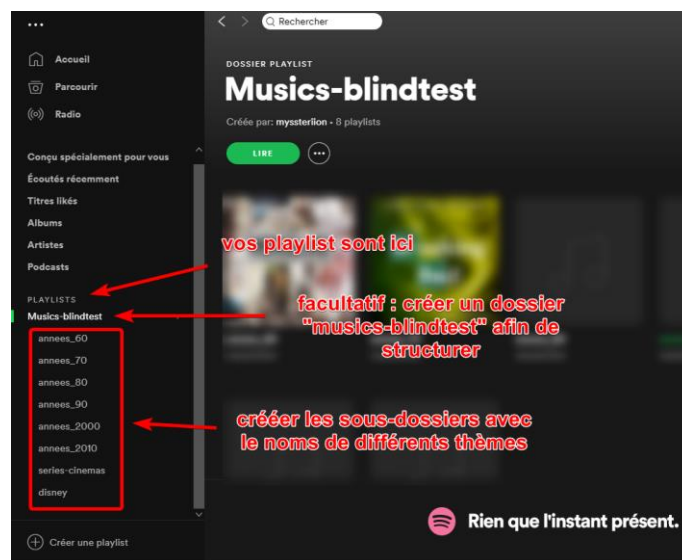 Rechercher
Accueil
Parcourir
Radio
Conçu spécialement pour vous
Écoutés récemment
Titres likés
Albums
Artistes
Podcasts
PLAYLISTS
Musics-blindtest
annees_60
annees_70
annees_80
annees_90
annees_2000
annees_2010
series-cinemas
disney
Créer une playlist
DOSSIER PLAYLIST
Musics-blindtest
Créée par: myssterlion • 8 playlists
LIRE
vos playlist sont ici
facultatif : créer un dossier
"musics-blindtest" afin de
structurer
crééer les sous-dossiers avec
le noms de différents thèmes
Rien que l'instant présent.